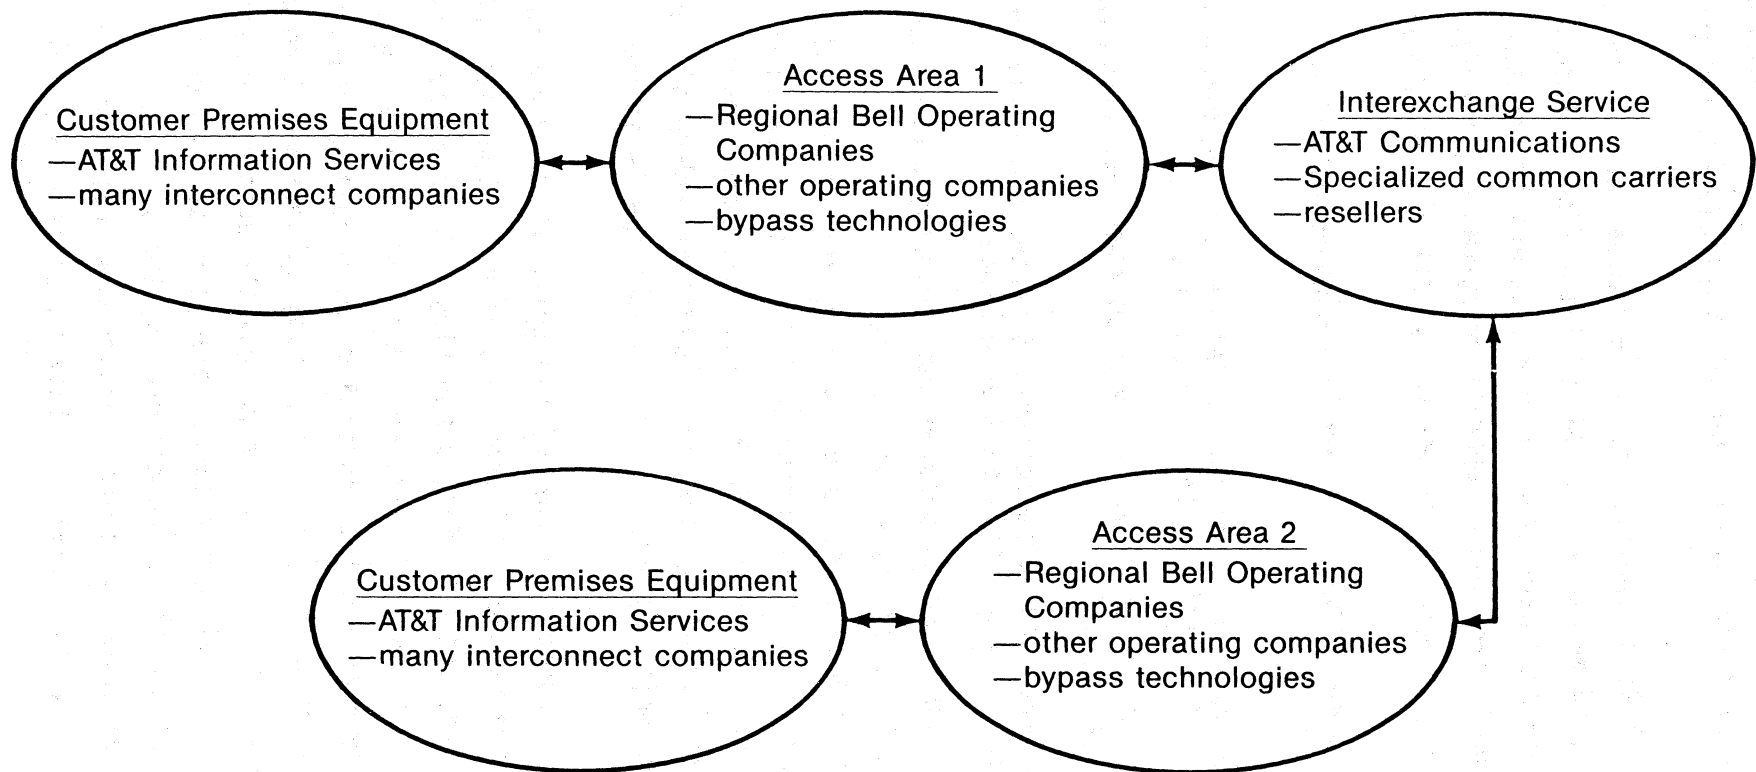 Customer Premises Equipment
—AT&T Information Services
—many interconnect companies
Access Area 1
—Regional Bell Operating
Companies
—other operating companies
—bypass technologies
Interexchange Service
—AT&T Communications
—Specialized common carriers
—resellers
Customer Premises Equipment
—AT&T Information Services
—many interconnect companies
Access Area 2
—Regional Bell Operating
Companies
—other operating companies
—bypass technologies